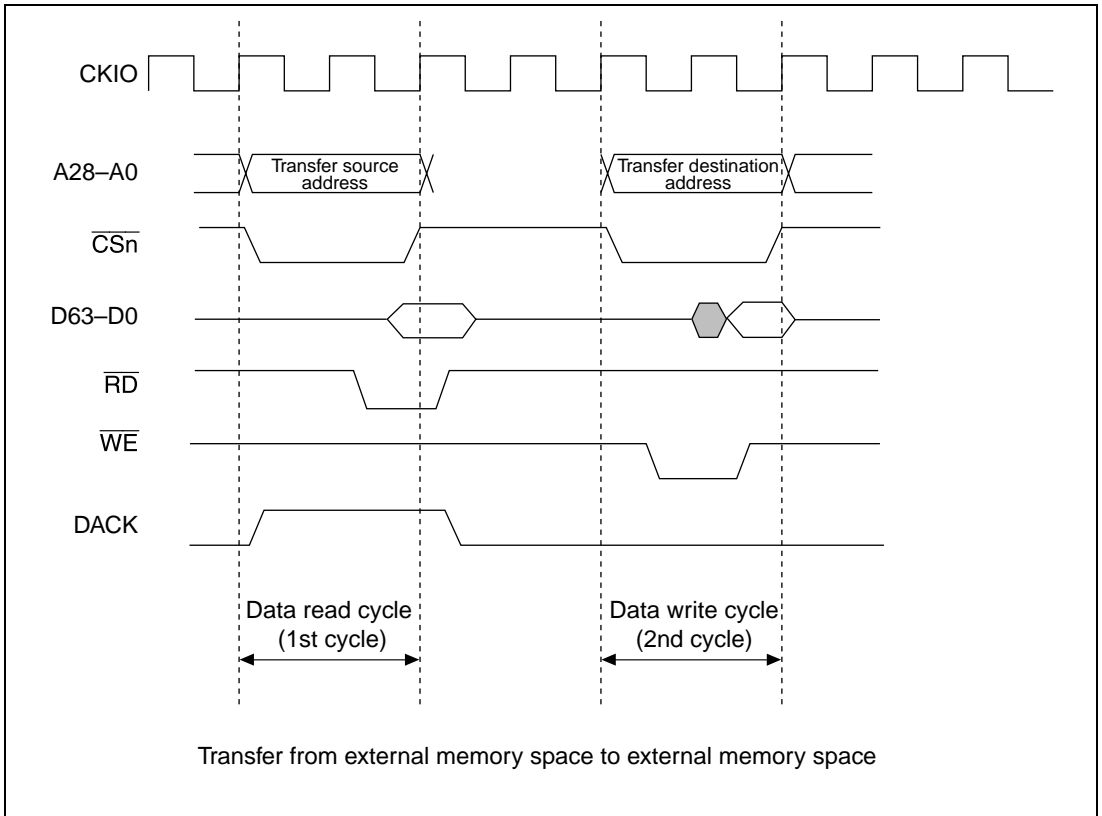 CKIO
A28–A0
Transfer source
address
Transfer destination
address
CSn
D63–D0
RD
WE
DACK
Data read cycle
(1st cycle)
Data write cycle
(2nd cycle)
Transfer from external memory space to external memory space